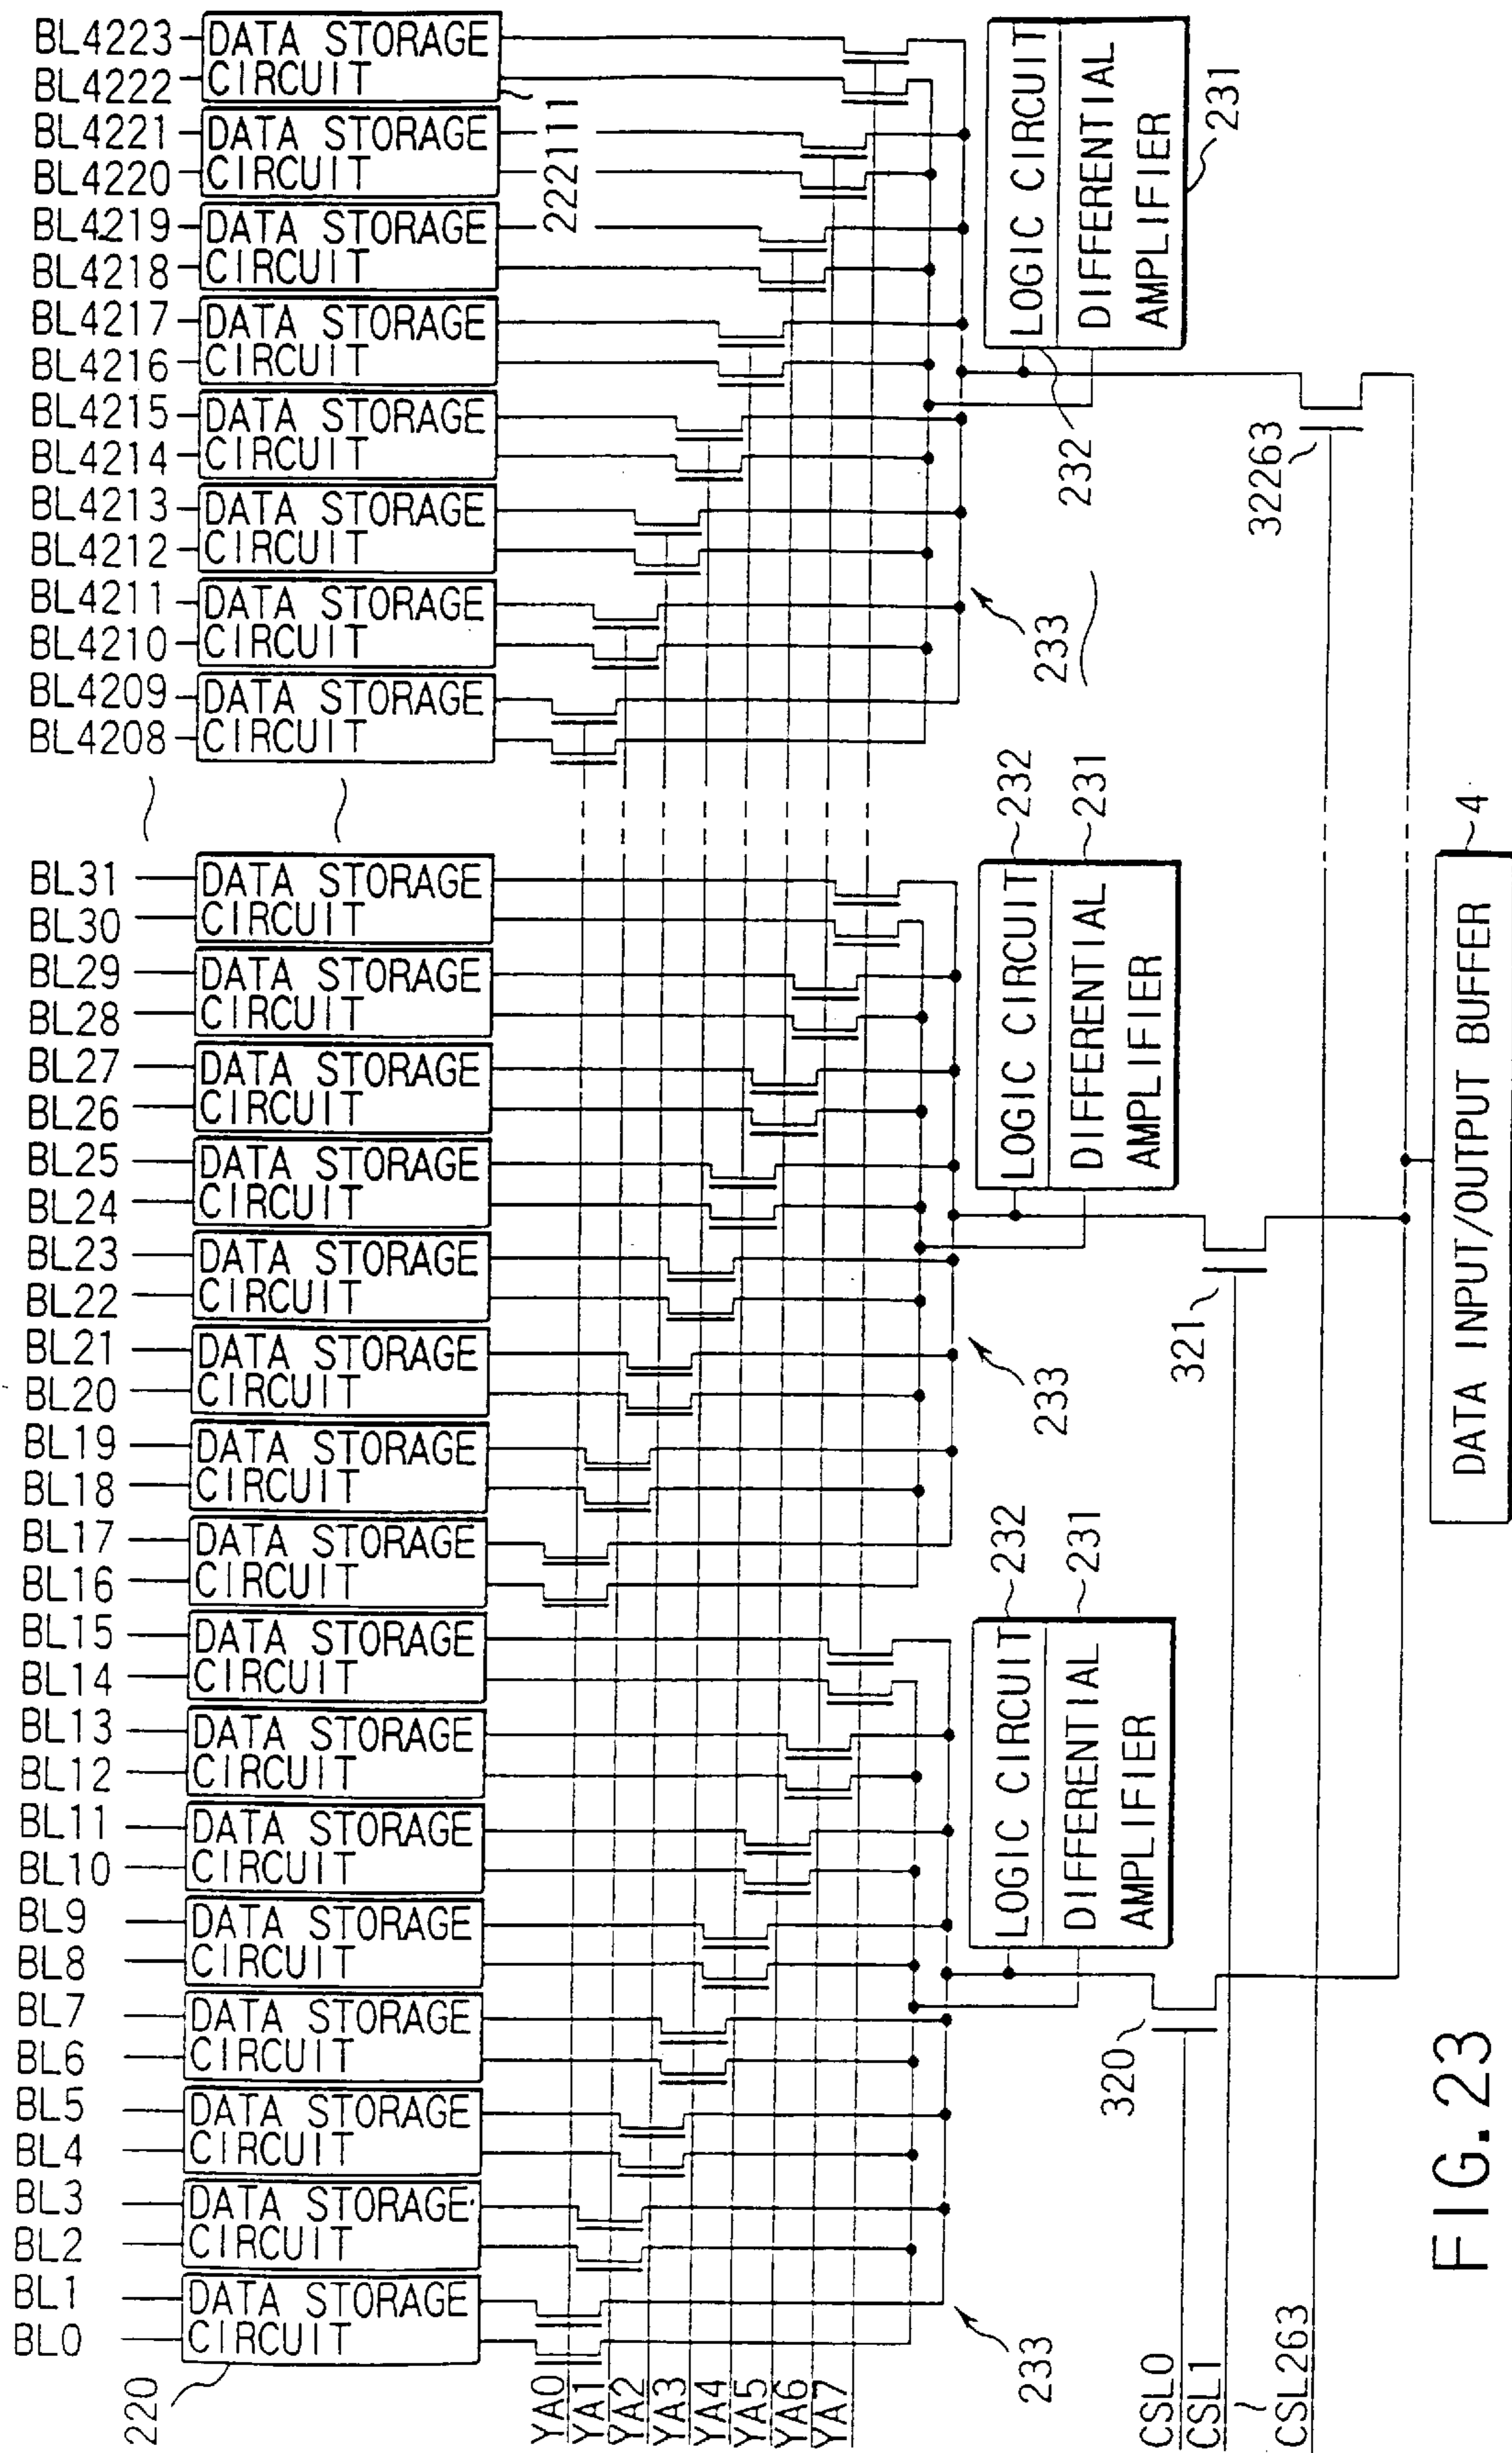 BL4223
BL4222
DATA STORAGE
CIRCUIT
BL4221
BL4220
DATA STORAGE
CIRCUIT
BL4219
BL4218
DATA STORAGE
CIRCUIT
BL4217
BL4216
DATA STORAGE
CIRCUIT
BL4215
BL4214
DATA STORAGE
CIRCUIT
BL4213
BL4212
DATA STORAGE
CIRCUIT
BL4211
BL4210
DATA STORAGE
CIRCUIT
BL4209
BL4208
DATA STORAGE
CIRCUIT
222111
LOGIC CIRCUIT
DIFFERENTIAL
AMPLIFIER
231
232
233
32263
BL31
BL30
DATA STORAGE
CIRCUIT
BL29
BL28
DATA STORAGE
CIRCUIT
BL27
BL26
DATA STORAGE
CIRCUIT
BL25
BL24
DATA STORAGE
CIRCUIT
BL23
BL22
DATA STORAGE
CIRCUIT
BL21
BL20
DATA STORAGE
CIRCUIT
BL19
BL18
DATA STORAGE
CIRCUIT
BL17
BL16
DATA STORAGE
CIRCUIT
232
231
LOGIC CIRCUIT
DIFFERENTIAL
AMPLIFIER
233
321
4
DATA INPUT/OUTPUT BUFFER
BL15
BL14
DATA STORAGE
CIRCUIT
BL13
BL12
DATA STORAGE
CIRCUIT
BL11
BL10
DATA STORAGE
CIRCUIT
BL9
BL8
DATA STORAGE
CIRCUIT
BL7
BL6
DATA STORAGE
CIRCUIT
BL5
BL4
DATA STORAGE
CIRCUIT
BL3
BL2
DATA STORAGE
CIRCUIT
BL1
BL0
DATA STORAGE
CIRCUIT
220
232
231
LOGIC CIRCUIT
DIFFERENTIAL
AMPLIFIER
233
320
YA0
YA1
YA2
YA3
YA4
YA5
YA6
YA7
CSL0
CSL1
CSL263
FIG. 23